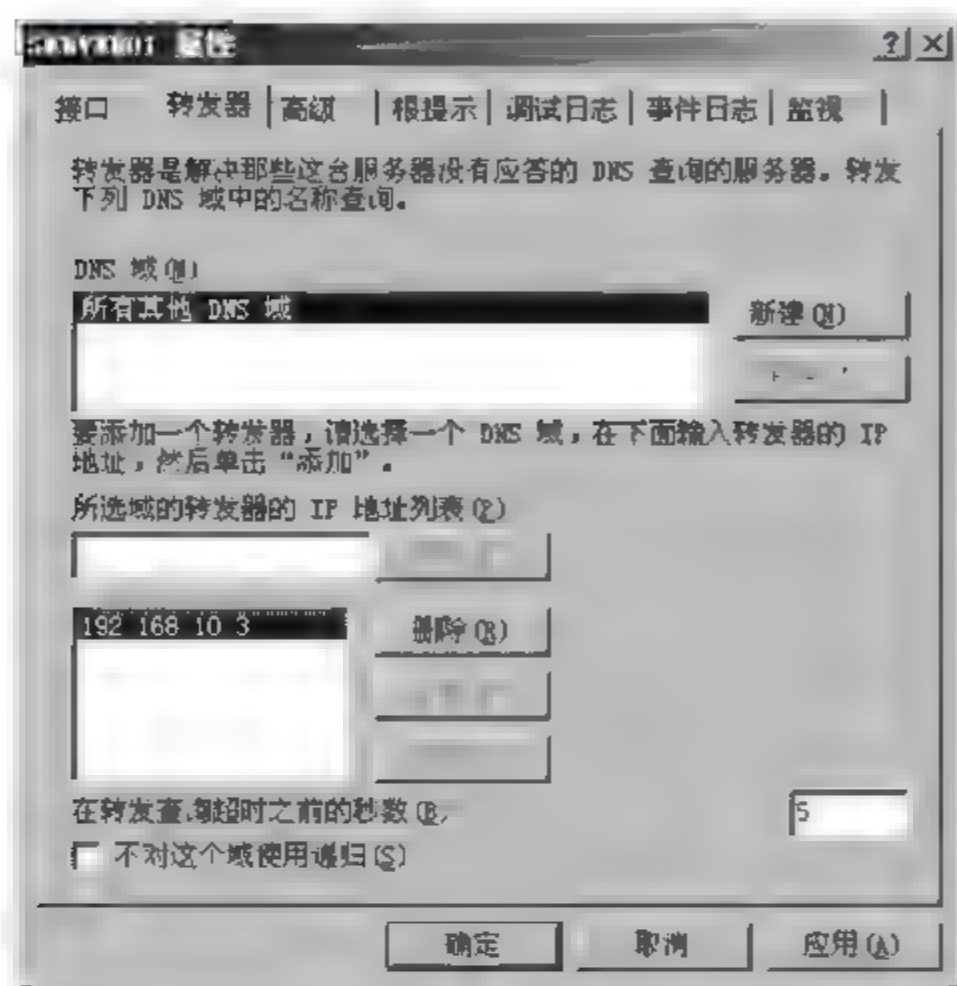 属性
接口 转发器 高级 根提示 调试日志 事件日志 监视
转发器是解决那些这台服务器没有应答的 DNS 查询的服务器。转发
下列 DNS 域中的名称查询。
DNS 域(M)
所有其他 DNS 域
新建(N)
要添加一个转发器，请选择一个 DNS 域，在下面输入转发器的 IP
地址，然后单击“添加”。
所选域的转发器的 IP 地址列表(P)
192 168 10 3
删除(R)
在转发查询超时之前的秒数
5
不对这个域使用递归(S)
确定 取消 应用(A)